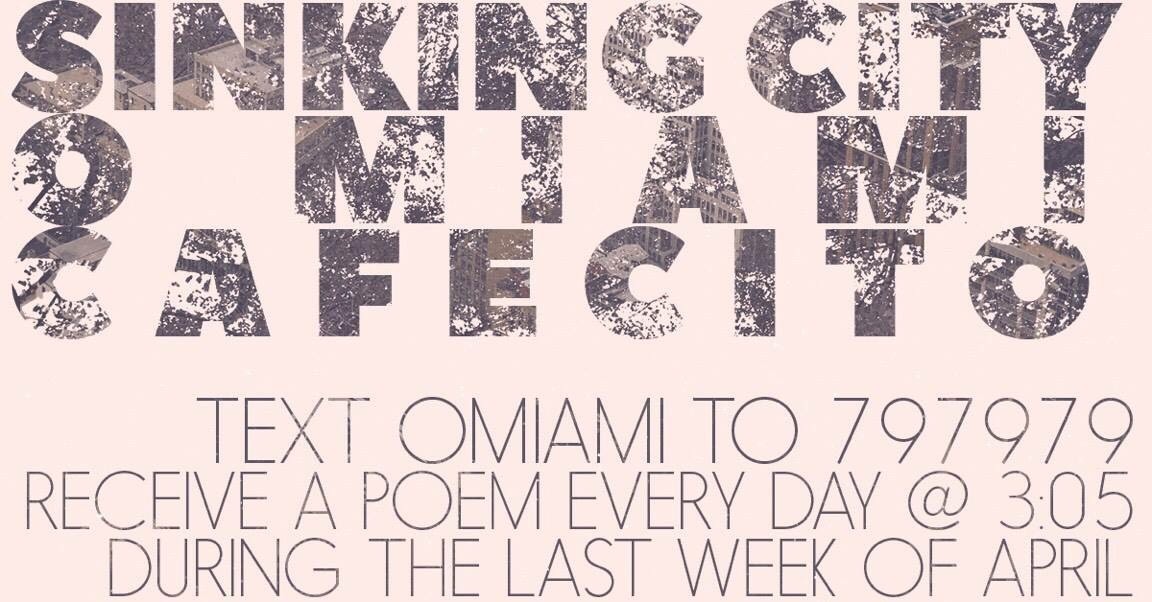 SINKING CITY
O MIAMI
CAFECITO
TEXT OMIAMI TO 797979
RECEIVE A POEM EVERY DAY @ 3:05
DURING THE LAST WEEK OF APRIL